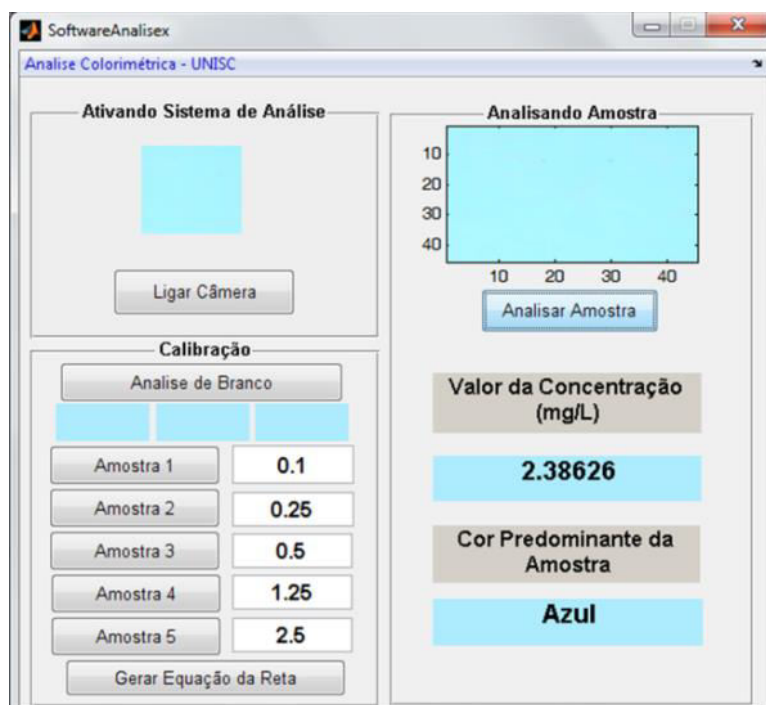 SoftwareAnalisex
Analise Colorimétrica - UNISC
Ativando Sistema de Análise
Ligar Câmera
Calibração
Analise de Branco
Amostra 1 0.1
Amostra 2 0.25
Amostra 3 0.5
Amostra 4 1.25
Amostra 5 2.5
Gerar Equação da Reta
Analisando Amostra
10
20
30
40
10 20 30 40
Analisar Amostra
Valor da Concentração
(mg/L)
2.38626
Cor Predominante da
Amostra
Azul